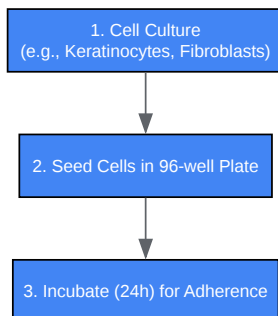 1. Cell Culture
(e.g., Keratinocytes, Fibroblasts)
2. Seed Cells in 96-well Plate
3. Incubate (24h) for Adherence